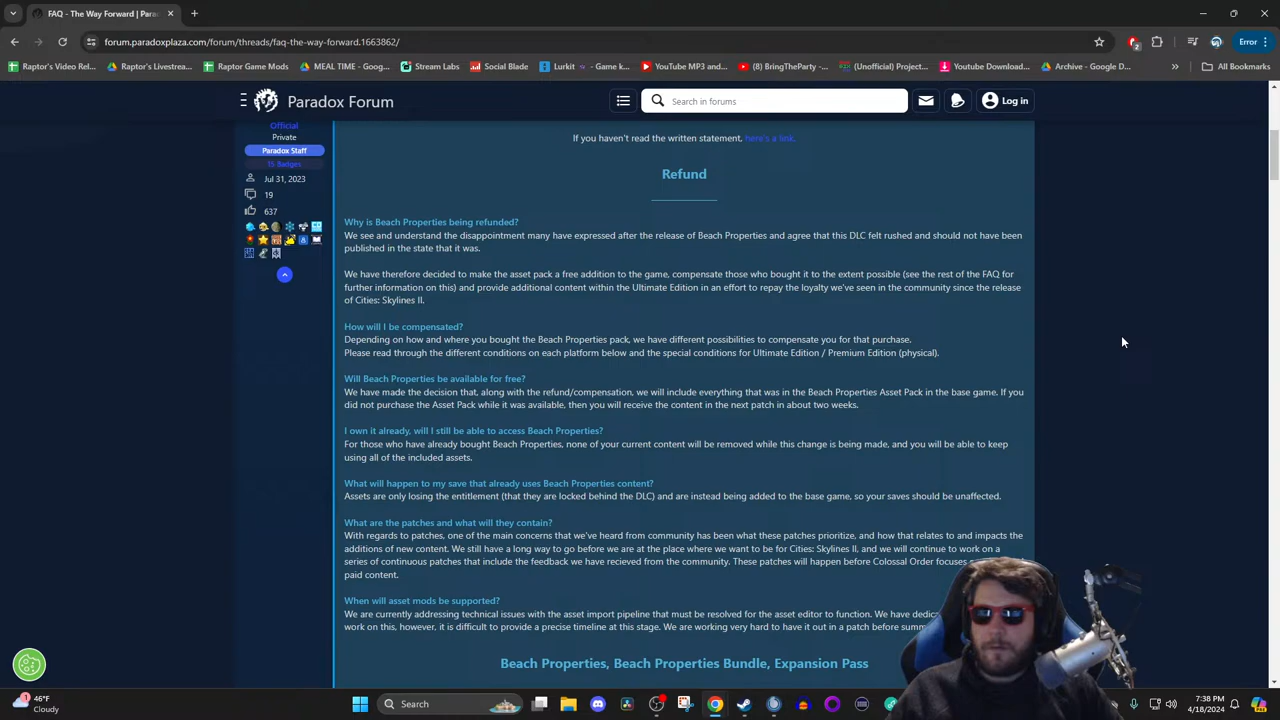 FAQ - The Way Forward | Par
forum.paradoxplaza.com/forum/threads/faq-the-way-forward.1663862/
2
Error
Raptor's Video Rel...
Raptor's Livestrea...
Raptor Game Mods
MEAL TIME - Goog...
Stream Labs
Social Blade
Lurkit - Game k...
YouTube MP3 and...
(8) BringTheParty -...
(Unofficial) Project...
Youtube Download...
Archive - Google D...
All Bookmarks
Paradox Forum
Search in forums
Log in
Official
Private
Paradox Staff
15 Badges
Jul 31, 2023
19
637
If you haven't read the written statement, here's a link.
Refund
Why is Beach Properties being refunded?
We see and understand the disappointment many have expressed after the release of Beach Properties and agree that this DLC felt rushed and should not have been
published in the state that it was.
We have therefore decided to make the asset pack a free addition to the game, compensate those who bought it to the extent possible (see the rest of the FAQ for
further information on this) and provide additional content within the Ultimate Edition in an effort to repay the loyalty we've seen in the community since the release
of Cities: Skylines II.
How will I be compensated?
Depending on how and where you bought the Beach Properties pack, we have different possibilities to compensate you for that purchase.
Please read through the different conditions on each platform below and the special conditions for Ultimate Edition / Premium Edition (physical).
Will Beach Properties be available for free?
We have made the decision that, along with the refund/compensation, we will include everything that was in the Beach Properties Asset Pack in the base game. If you
did not purchase the Asset Pack while it was available, then you will receive the content in the next patch in about two weeks.
I own it already, will I still be able to access Beach Properties?
For those who have already bought Beach Properties, none of your current content will be removed while this change is being made, and you will be able to keep
using all of the included assets.
What will happen to my save that already uses Beach Properties content?
Assets are only losing the entitlement (that they are locked behind the DLC) and are instead being added to the base game, so your saves should be unaffected.
What are the patches and what will they contain?
With regards to patches, one of the main concerns that we've heard from community has been what these patches prioritize, and how that relates to and impacts the
additions of new content. We still have a long way to go before we are at the place where we want to be for Cities: Skylines II, and we will continue to work on a
series of continuous patches that include the feedback we have recieved from the community. These patches will happen before Colossal Order focuses
paid content.
When will asset mods be supported?
We are currently addressing technical issues with the asset import pipeline that must be resolved for the asset editor to function. We have dedic
work on this, however, it is difficult to provide a precise timeline at this stage. We are working very hard to have it out in a patch before summ
Beach Properties, Beach Properties Bundle, Expansion Pass
1
46°F
Cloudy
Search
7:38 PM
4/18/2024